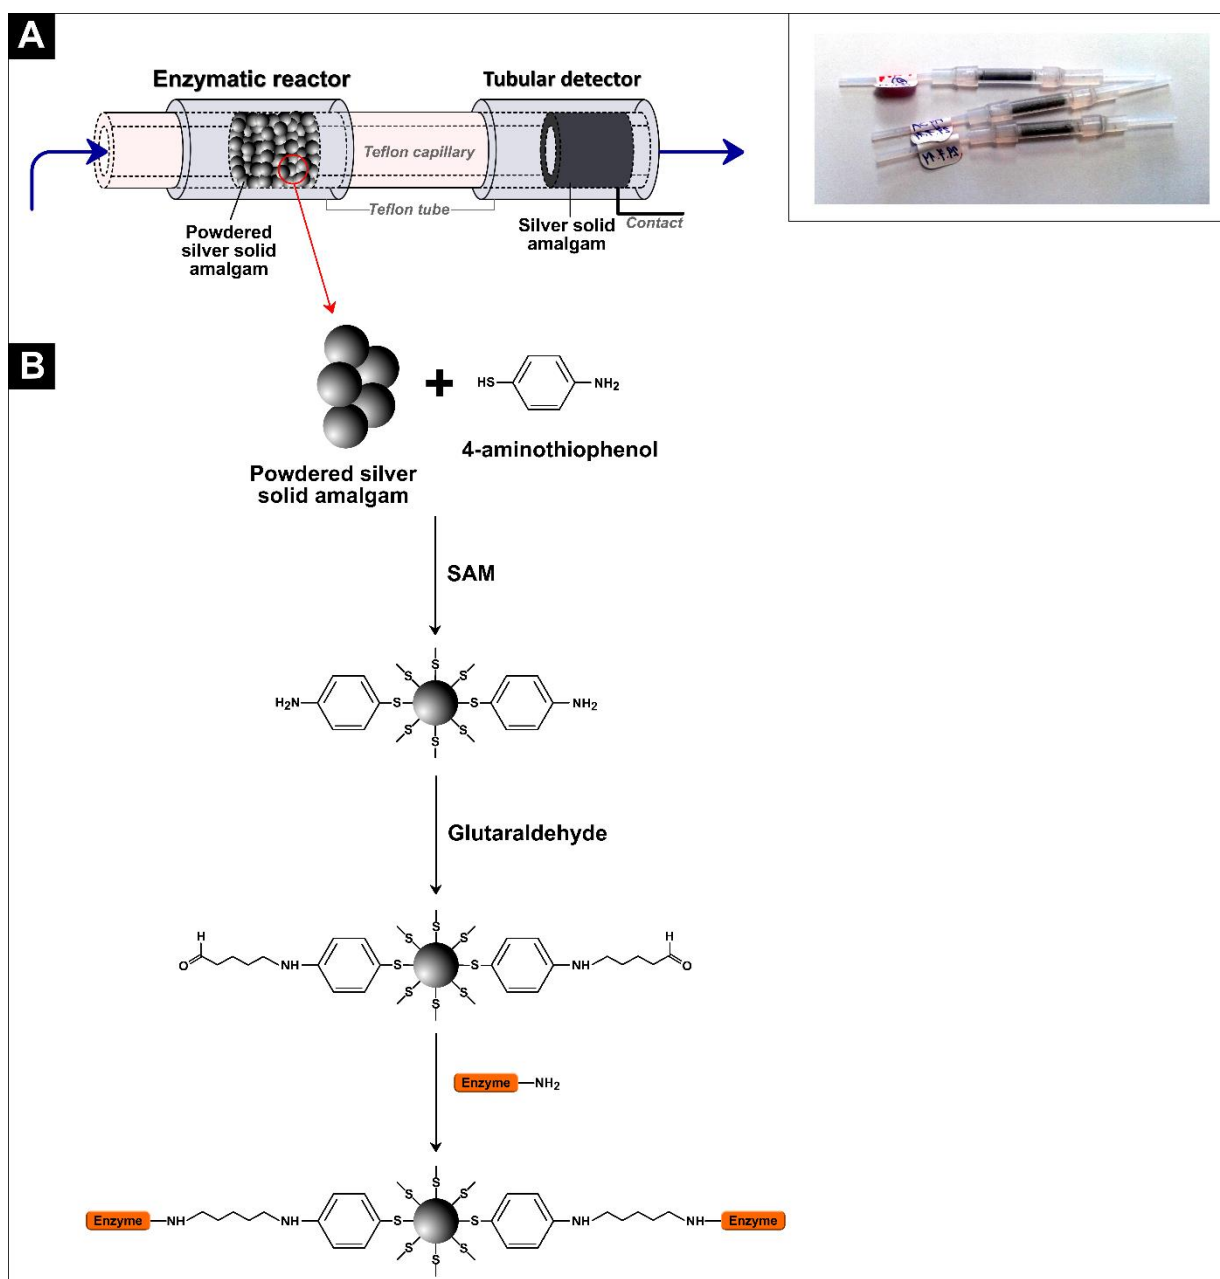 A
Enzymatic reactor
Tubular detector
Teflon capillary
Teflon tube
Powdered
silver solid
amalgam
Silver solid
amalgam
Contact
B
HS
NH2
4-aminothiophenol
Powdered silver
solid amalgam
SAM
S
S
S
H2N
S
S
NH2
S
S
S
Glutaraldehyde
H
O
NH
S
S
S
S
S
NH
H
O
S
S
S
Enzyme
NH2
S
S
S
Enzyme
NH
NH
S
S
NH
NH
Enzyme
S
S
S